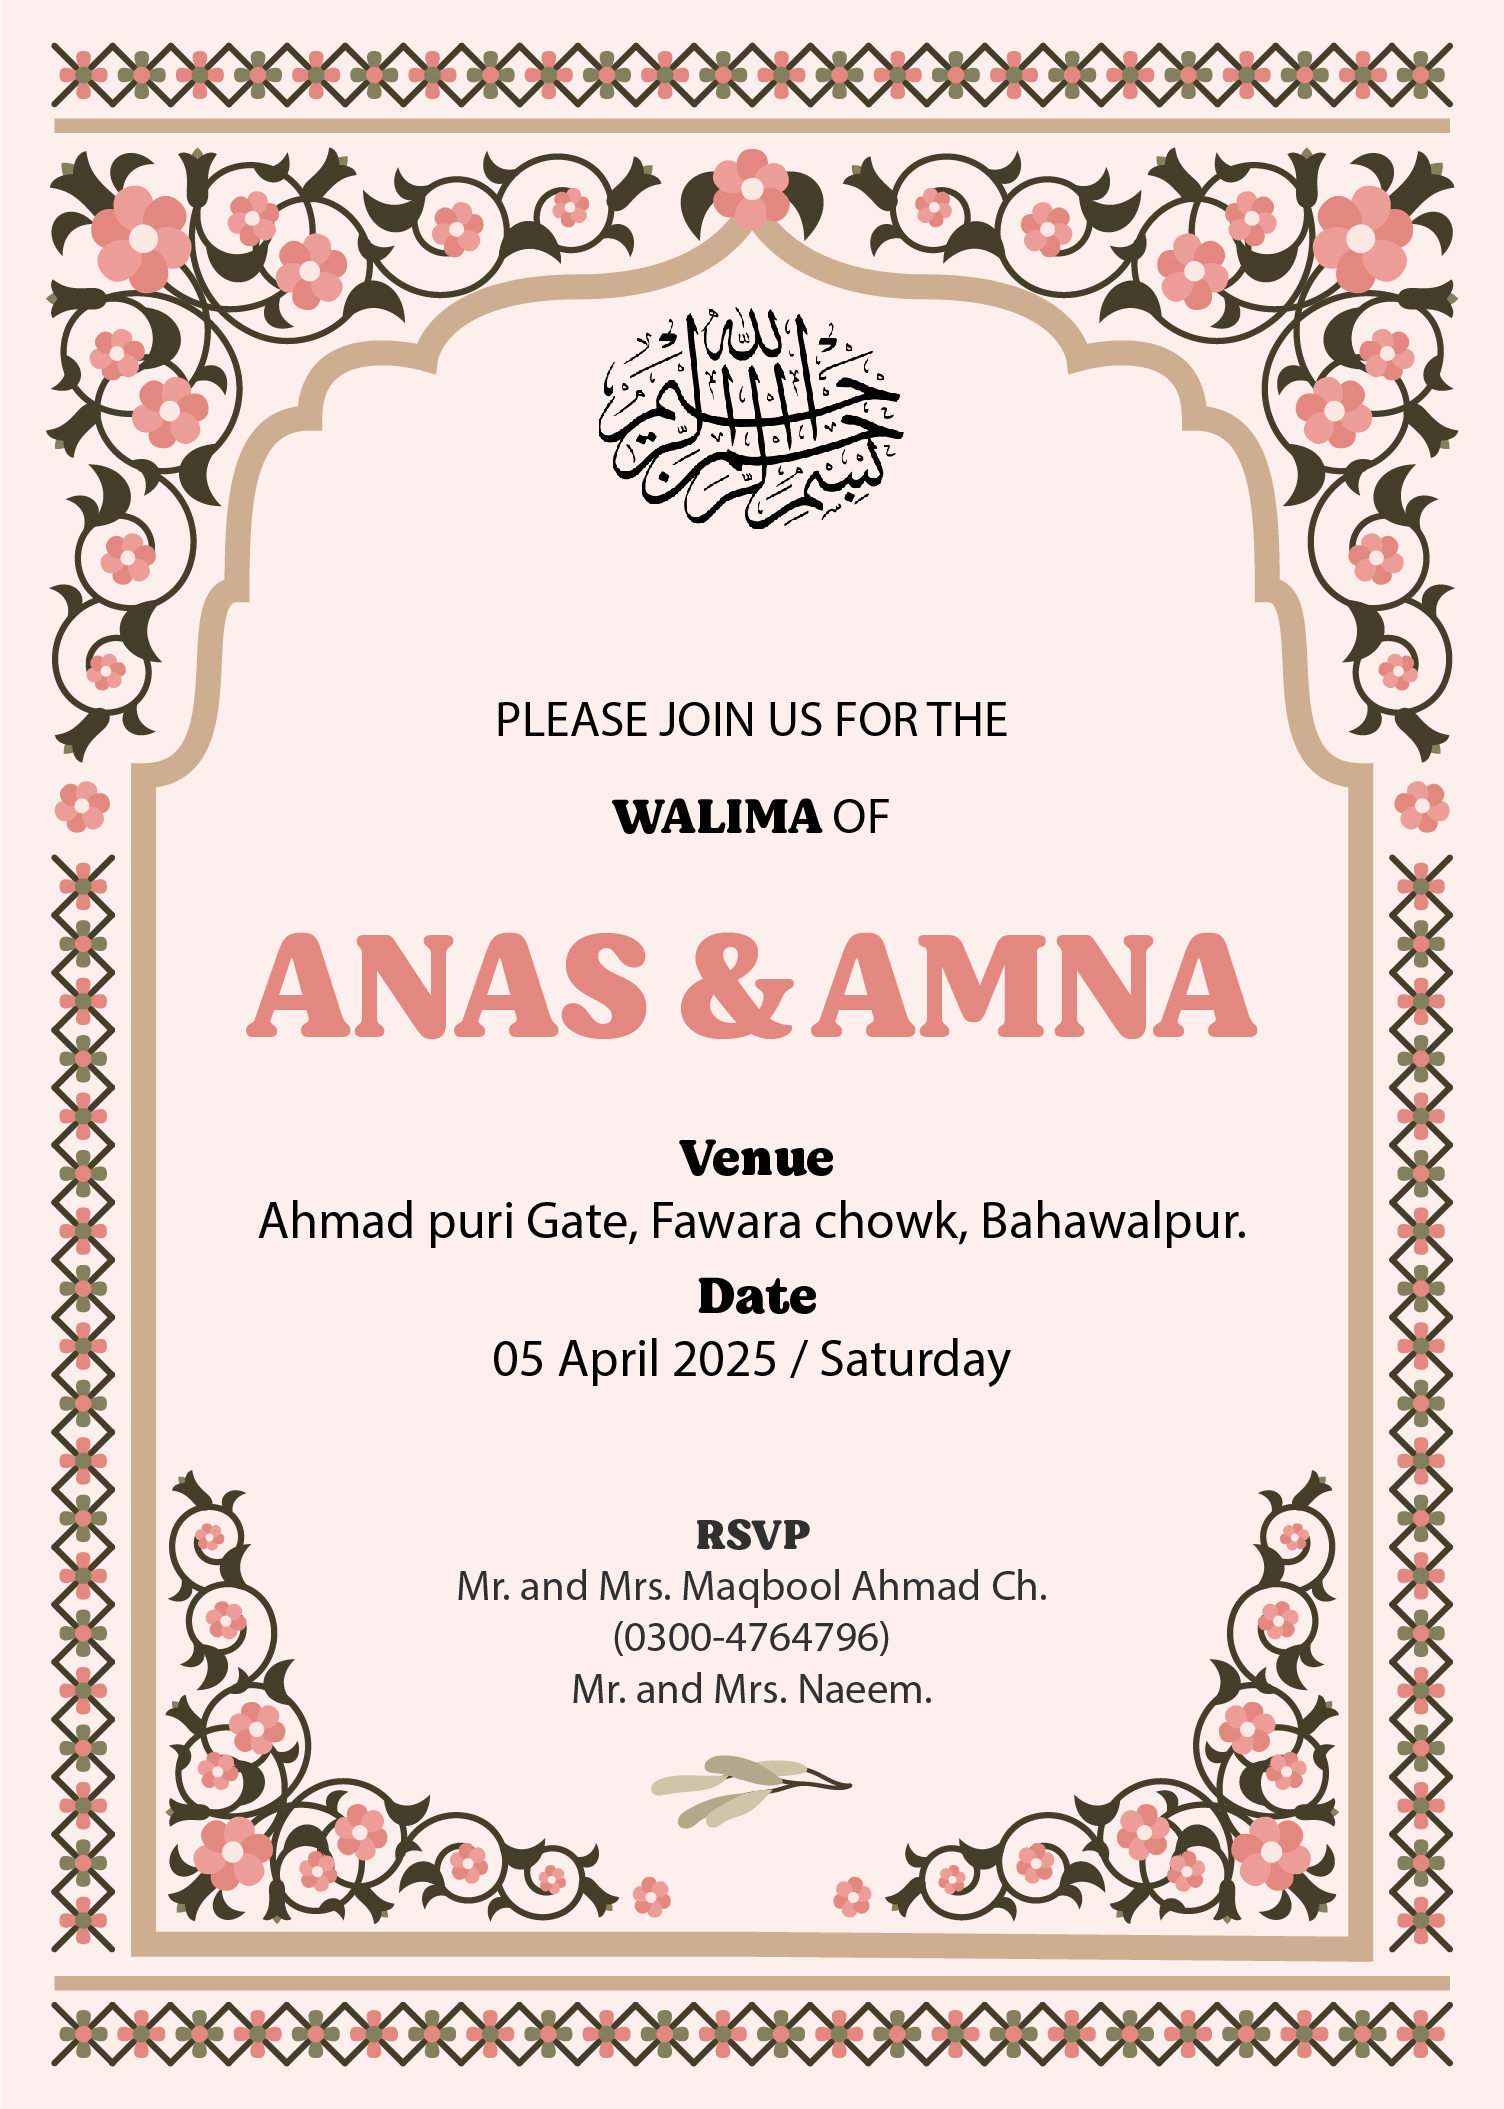 بسم الله الرحمن الرحيم
PLEASE JOIN US FOR THE
WALIMA OF
ANAS & AMNA
Venue
Ahmad puri Gate, Fawara chowk, Bahawalpur.
Date
05 April 2025 / Saturday
RSVP
Mr. and Mrs. Maqbool Ahmad Ch.
(0300-4764796)
Mr. and Mrs. Naeem.